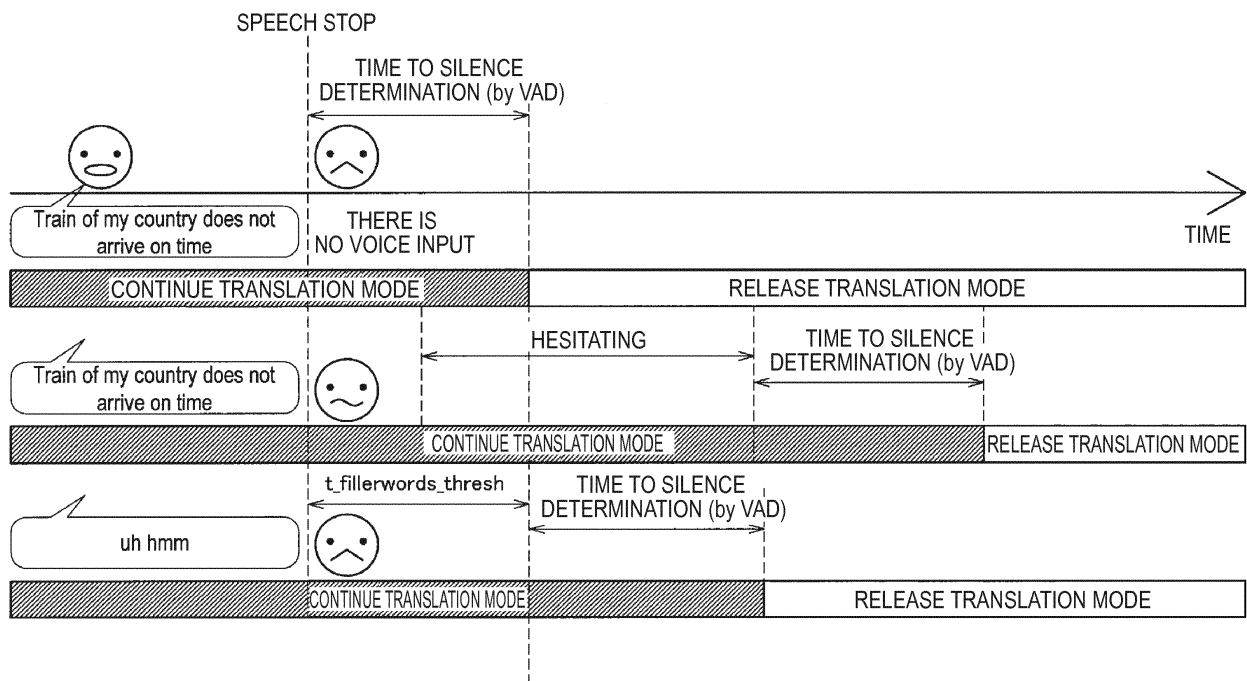 SPEECH STOP
TIME TO SILENCE
DETERMINATION (by VAD)
Train of my country does not
arrive on time
THERE IS
NO VOICE INPUT
TIME
CONTINUE TRANSLATION MODE
RELEASE TRANSLATION MODE
HESITATING
TIME TO SILENCE
DETERMINATION (by VAD)
Train of my country does not
arrive on time
CONTINUE TRANSLATION MODE
RELEASE TRANSLATION MODE
t_fillerwords_thresh
TIME TO SILENCE
DETERMINATION (by VAD)
uh hmm
CONTINUE TRANSLATION MODE
RELEASE TRANSLATION MODE